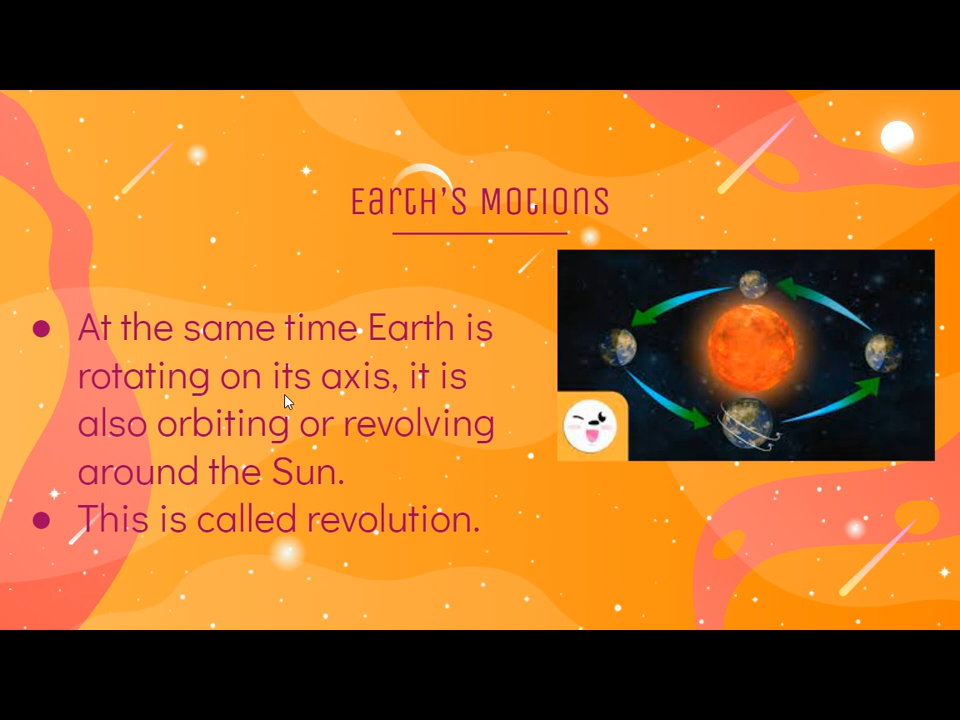 Earth's Motions
● At the same time Earth is
rotating on its axis, it is
also orbiting or revolving
around the Sun.
● This is called revolution.